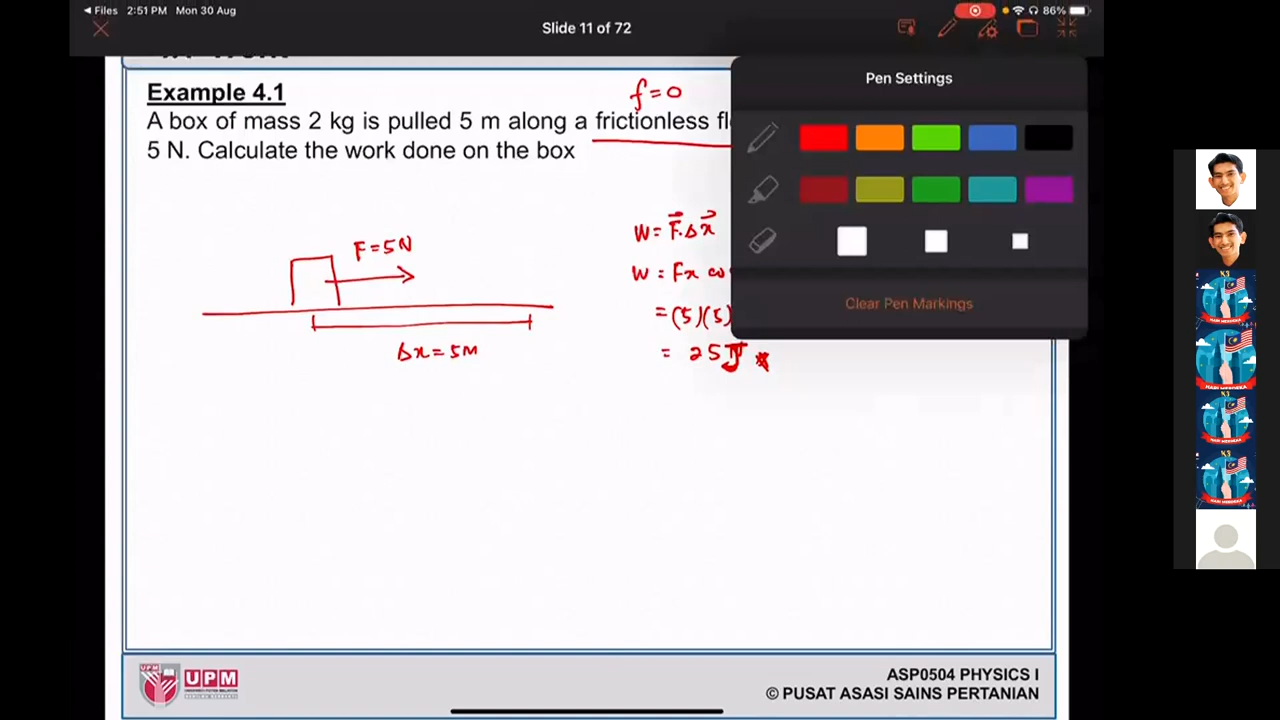 Files 2:51 PM Mon 30 Aug 86%
Slide 11 of 72
Pen Settings
Example 4.1
f=0
A box of mass 2 kg is pulled 5 m along a frictionless
5 N. Calculate the work done on the box
W = F.Δx
F=5N
W = Fx
= (5)(5)
Clear Pen Markings
Δx = 5M
= 25J
UPM
UPM
ASP0504 PHYSICS I
© PUSAT ASASI SAINS PERTANIAN